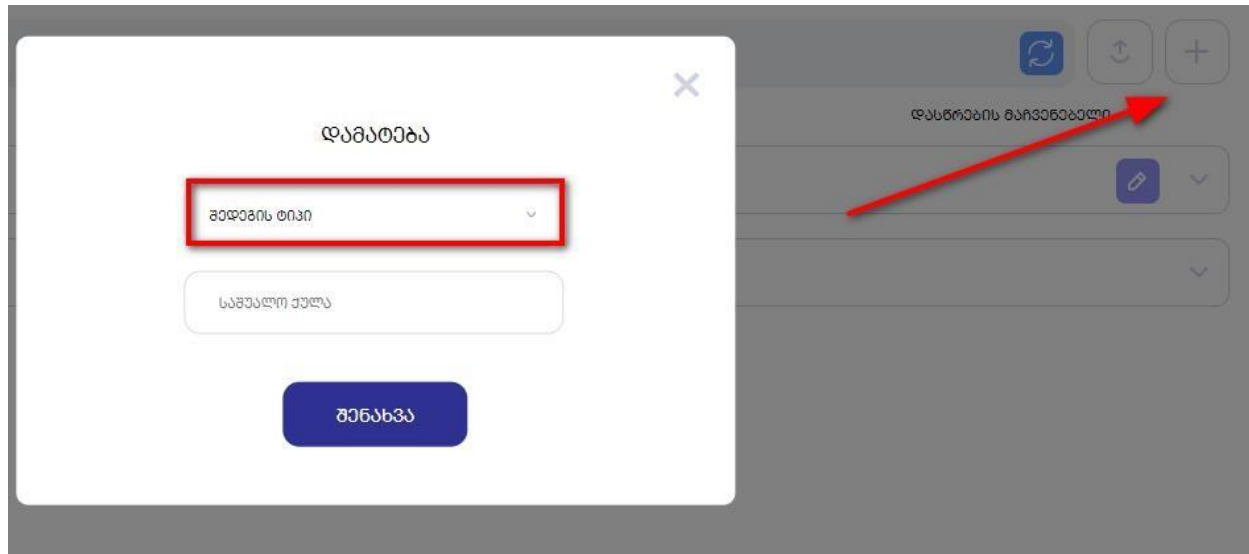 დასწრების მაჩვენებელი
დამატება
შედეგის ტიპი
საშუალო ქულა
შენახვა